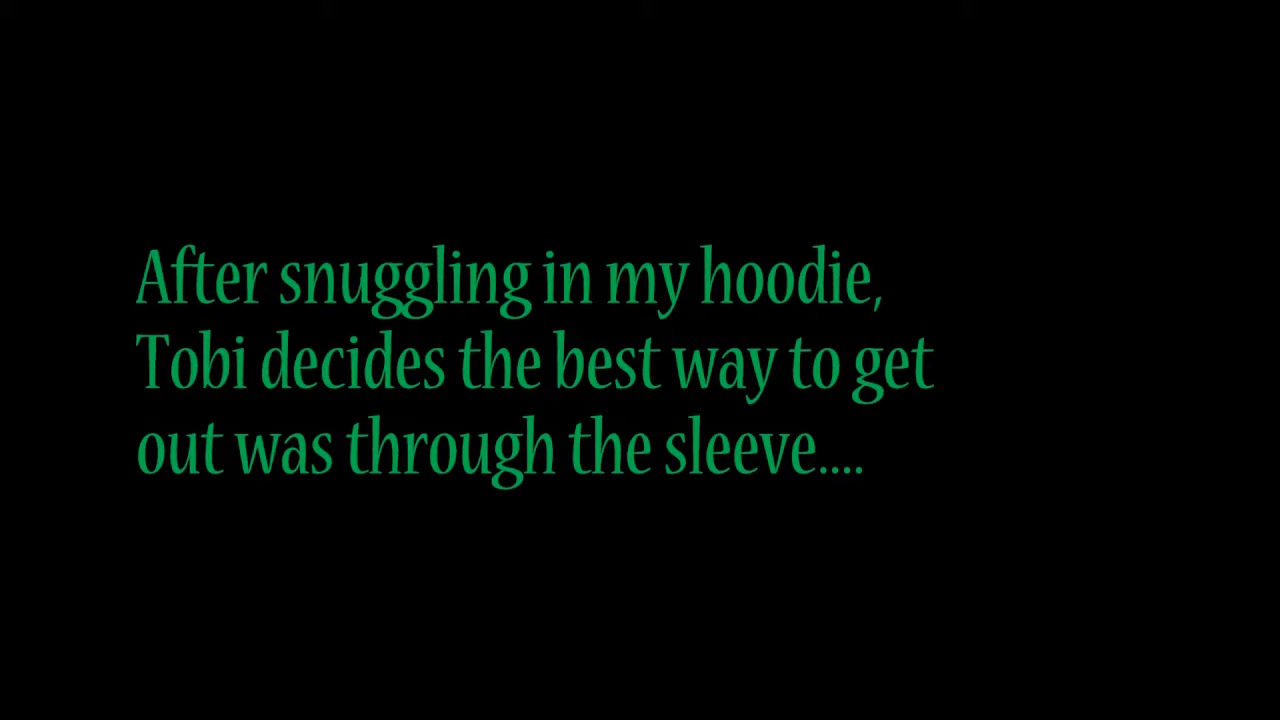 After snuggling in my hoodie,
Tobi decides the best way to get
out was through the sleeve....